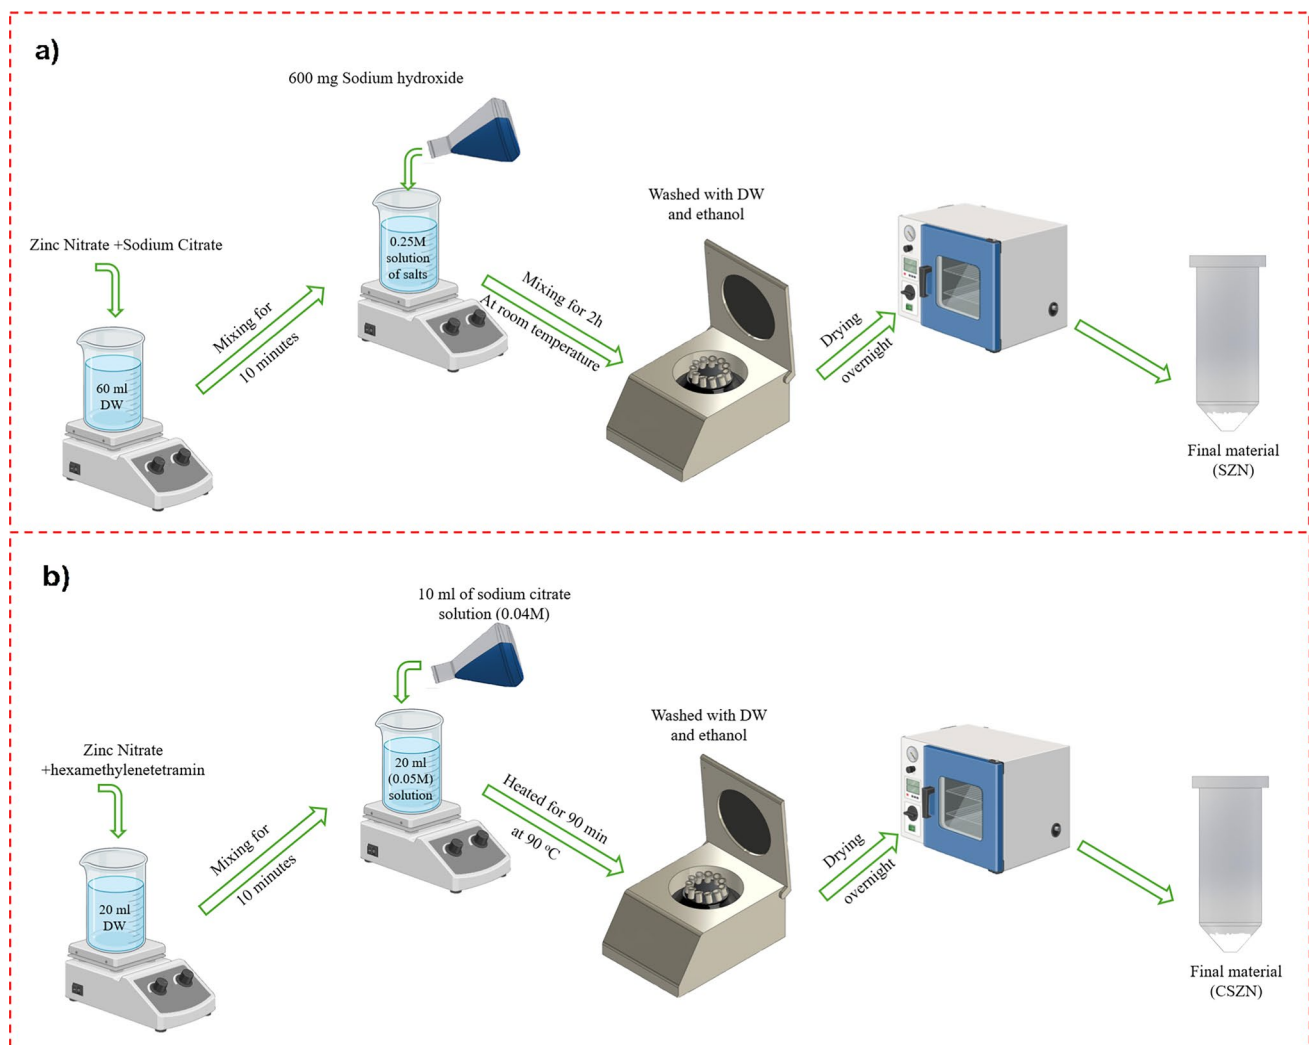 a)
600 mg Sodium hydroxide
Zinc Nitrate +Sodium Citrate
60 ml
DW
Mixing for
10 minutes
0.25M
solution
of salts
Mixing for 2h
At room temperature
Washed with DW
and ethanol
Drying
overnight
Final material
(SZN)
b)
10 ml of sodium citrate
solution (0.04M)
Zinc Nitrate
+hexamethylenetetramin
20 ml
DW
Mixing for
10 minutes
20 ml
(0.05M)
solution
Heated for 90 min
at 90 ºC
Washed with DW
and ethanol
Drying
overnight
Final material
(CSZN)